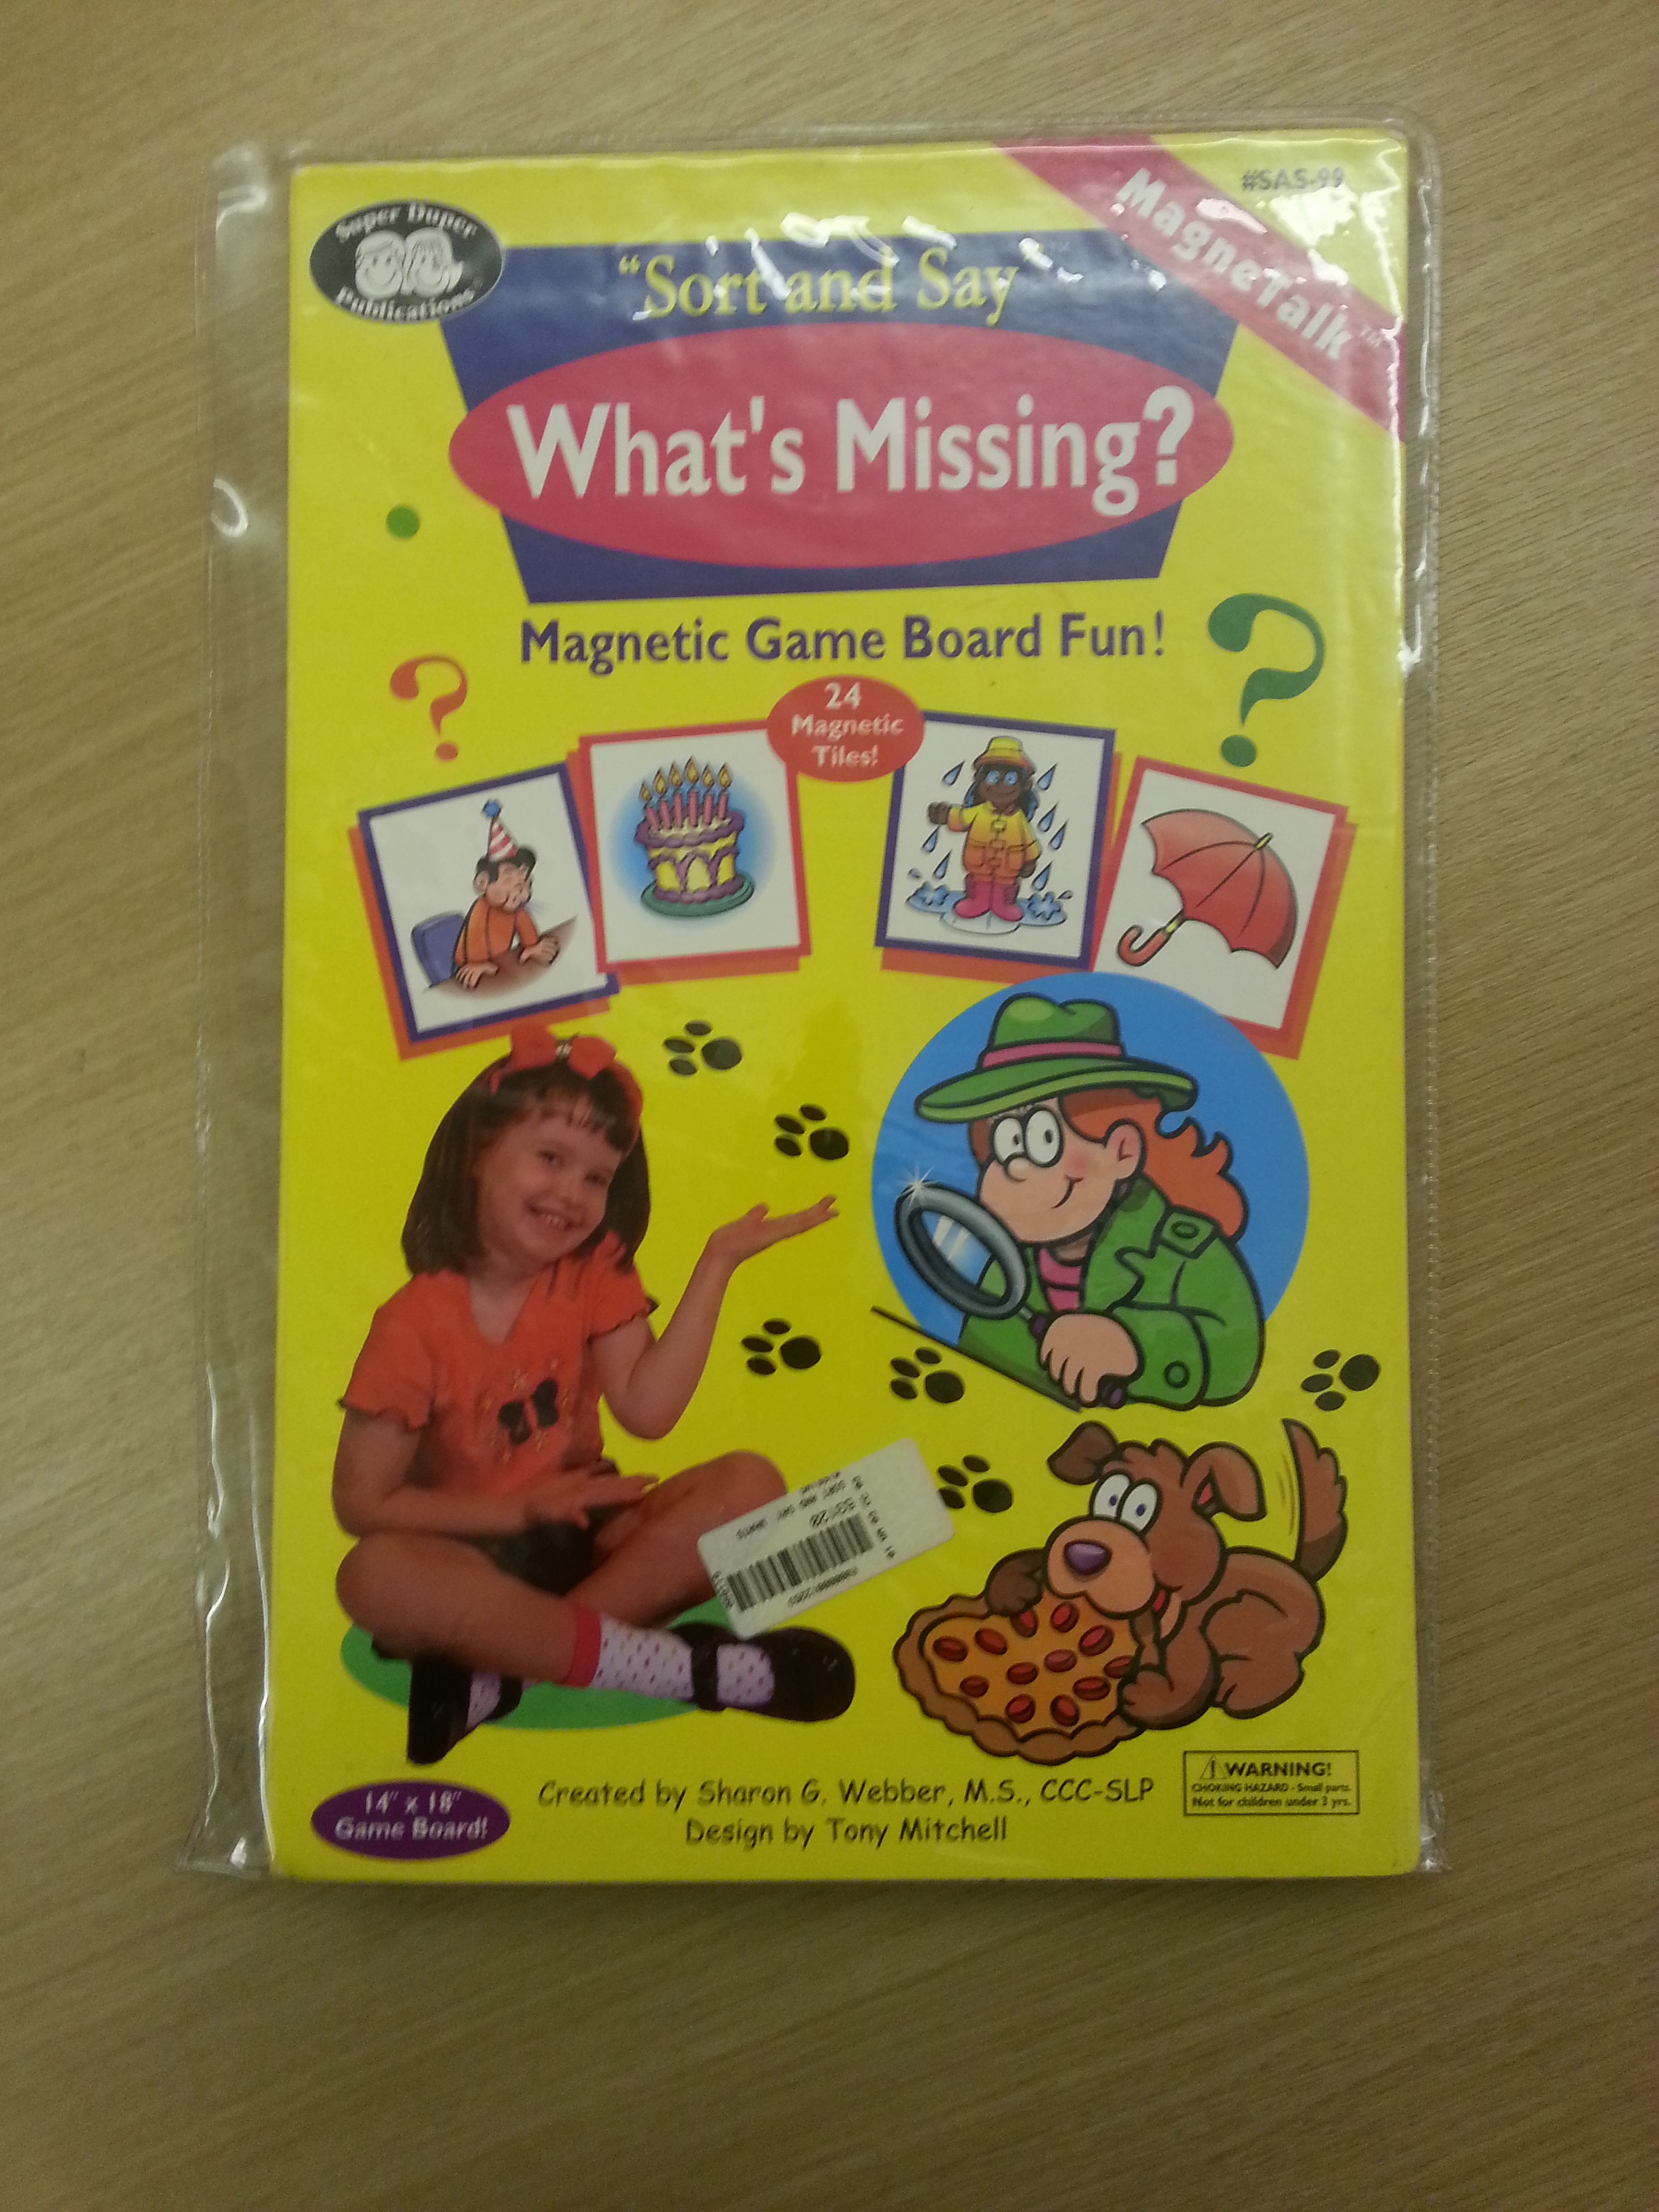 #SAS-99
Super Duper
Publications
MagneTalk™
"Sort and Say"™
What's Missing?
Magnetic Game Board Fun!
24
Magnetic
Tiles!
14" x 18"
Game Board!
Created by Sharon G. Webber, M.S., CCC-SLP
Design by Tony Mitchell
WARNING!
CHOKING HAZARD - Small parts.
Not for children under 3 yrs.